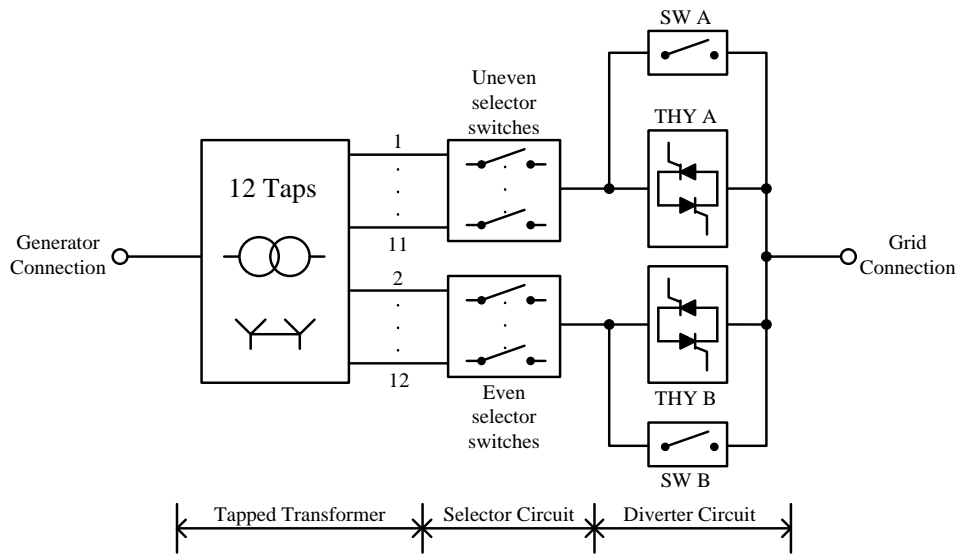 SW A
Uneven
selector
switches
THY A
1
12 Taps
11
Generator
Connection
Grid
Connection
2
12
THY B
Even
selector
switches
SW B
Tapped Transformer
Selector Circuit
Diverter Circuit